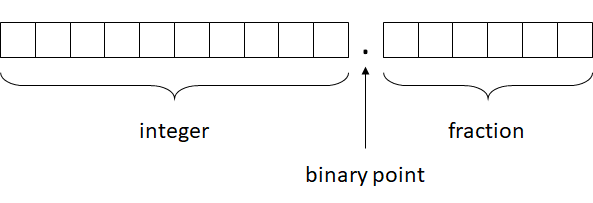 .
integer
fraction
binary point